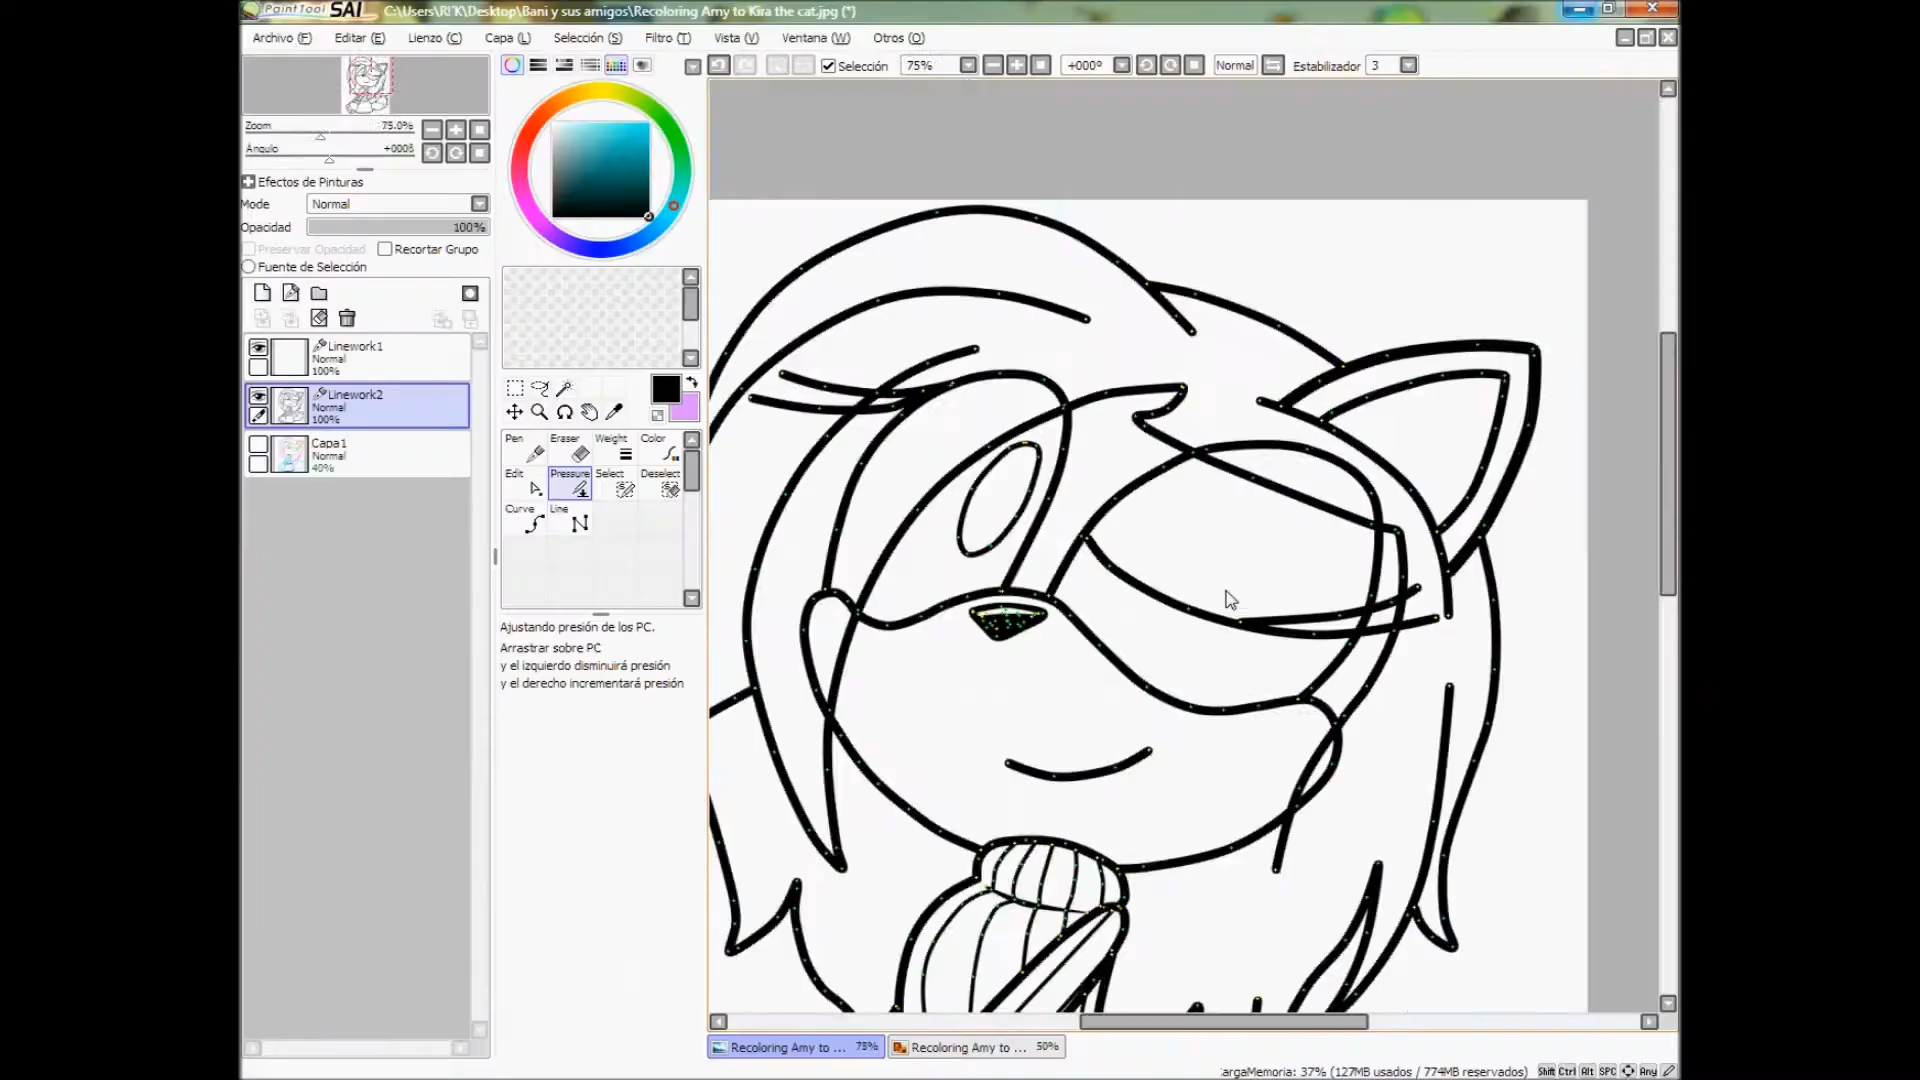 PaintTool SAI C:\Users\R!˝K\Desktop\Bani y sus amigos\Recoloring Amy to Kira the cat.jpg (*)
Archivo (F) Editar (E) Lienzo (C) Capa (L) Selección (S) Filtro (T) Vista (V) Ventana (W) Otros (O)
Selección 75% +000º Normal Estabilizador 3
Zoom 75.0%
Ángulo +000
Efectos de Pinturas
Mode Normal
Opacidad 100%
Preservar Opacidad Recortar Grupo
Fuente de Selección
Linework1
Normal
100%
Linework2
Normal
100%
Capa1
Normal
40%
Pen Eraser Weight Color
Edit Pressure Select Deselect
Curve Line
Ajustando presión de los PC.
Arrastrar sobre PC
y el izquierdo disminuirá presión
y el derecho incrementará presión
Recoloring Amy to ... 75% Recoloring Amy to ... 50%
argaMemoria: 37% (127MB usados / 774MB reservados) Shift Ctrl Alt SPC Any